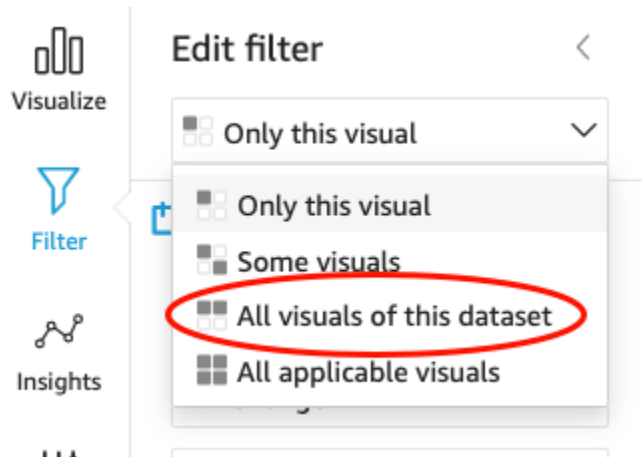 Edit filter
Visualize
Only this visual
Filter
Only this visual
Some visuals
All visuals of this dataset
All applicable visuals
Insights